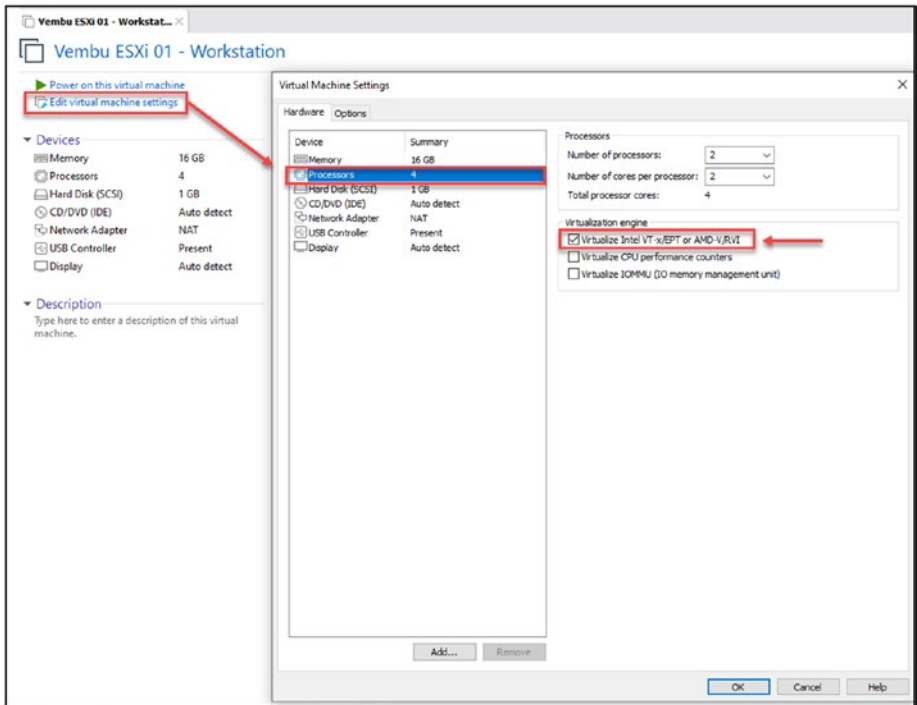 Vembu ESXi 01 - Workstat...
Vembu ESXi 01 - Workstation
Power on this virtual machine
Edit virtual machine settings
Devices
Memory 16 GB
Processors 4
Hard Disk (SCSI) 1 GB
CD/DVD (IDE) Auto detect
Network Adapter NAT
USB Controller Present
Display Auto detect
Description
Type here to enter a description of this virtual
machine.
Virtual Machine Settings
Hardware Options
Device Summary
Memory 16 GB
Processors 4
Hard Disk (SCSI) 1 GB
CD/DVD (IDE) Auto detect
Network Adapter NAT
USB Controller Present
Display Auto detect
Add... Remove
Processors
Number of processors: 2
Number of cores per processor: 2
Total processor cores: 4
Virtualization engine
Virtualize Intel VT-x/EPT or AMD-V/RVI
Virtualize CPU performance counters
Virtualize IOMMU (IO memory management unit)
OK Cancel Help